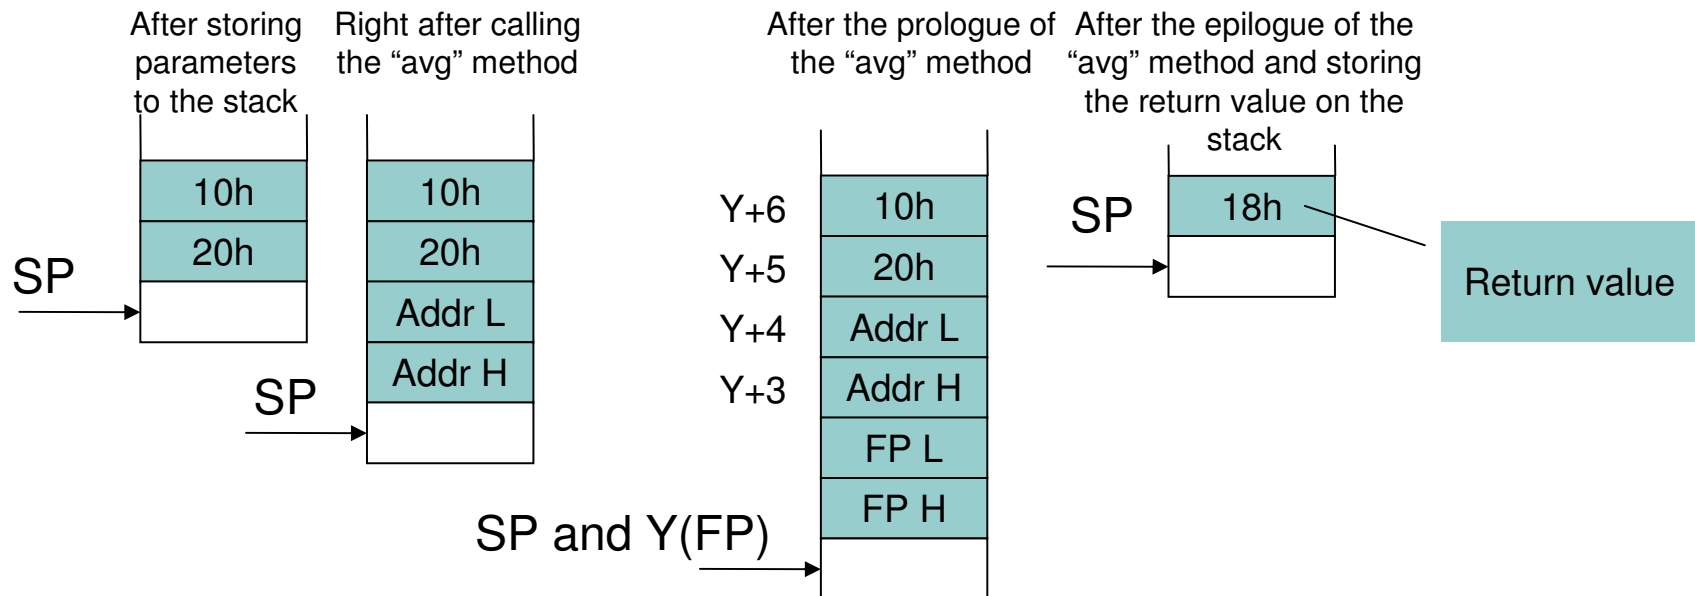 After storing
parameters
to the stack
Right after calling
the “avg” method
After the prologue of
the “avg” method
After the epilogue of the
“avg” method and storing
the return value on the
stack
10h
20h
SP
10h
20h
Addr L
Addr H
SP
Y+6
10h
Y+5
20h
Y+4
Addr L
Y+3
Addr H
FP L
FP H
SP and Y(FP)
SP
18h
Return value